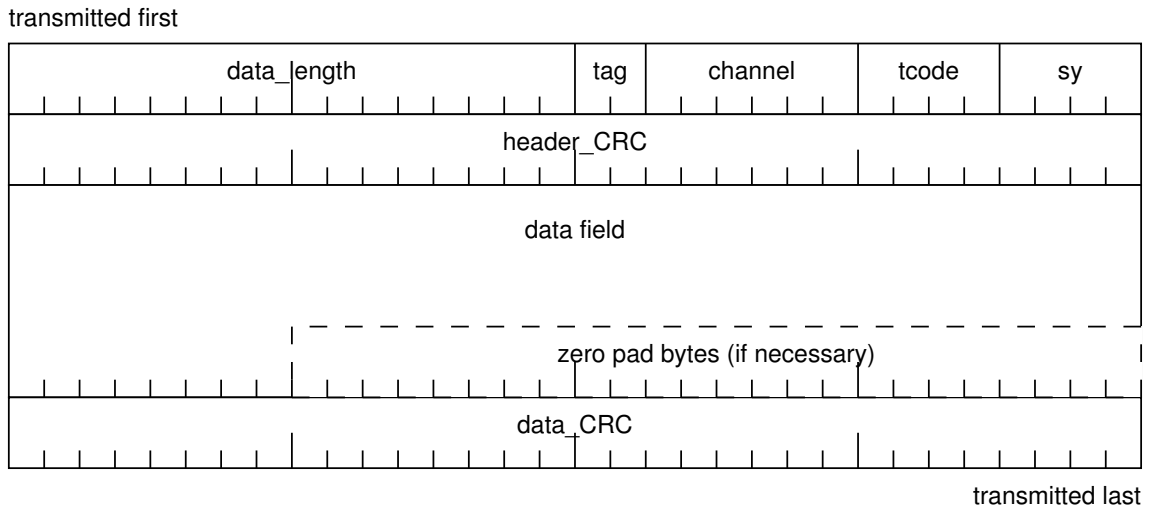 transmitted first
data_length tag channel tcode sy
header_CRC
data field
zero pad bytes (if necessary)
data_CRC
transmitted last